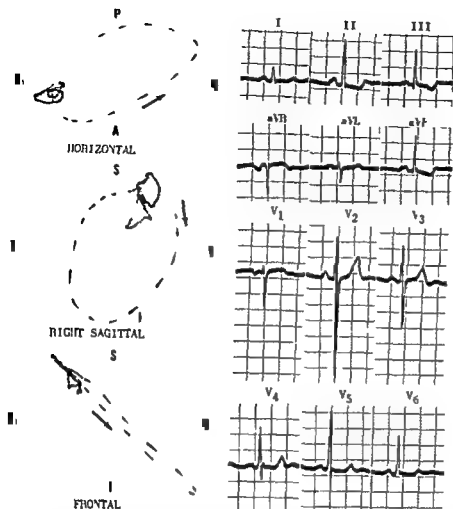 P
I II III
A
HORIZONTAL
S
aVR aVL aVF
V1 V2 V3
I
RIGHT SAGITTAL
S
V4 V5 V6
I
FRONTAL